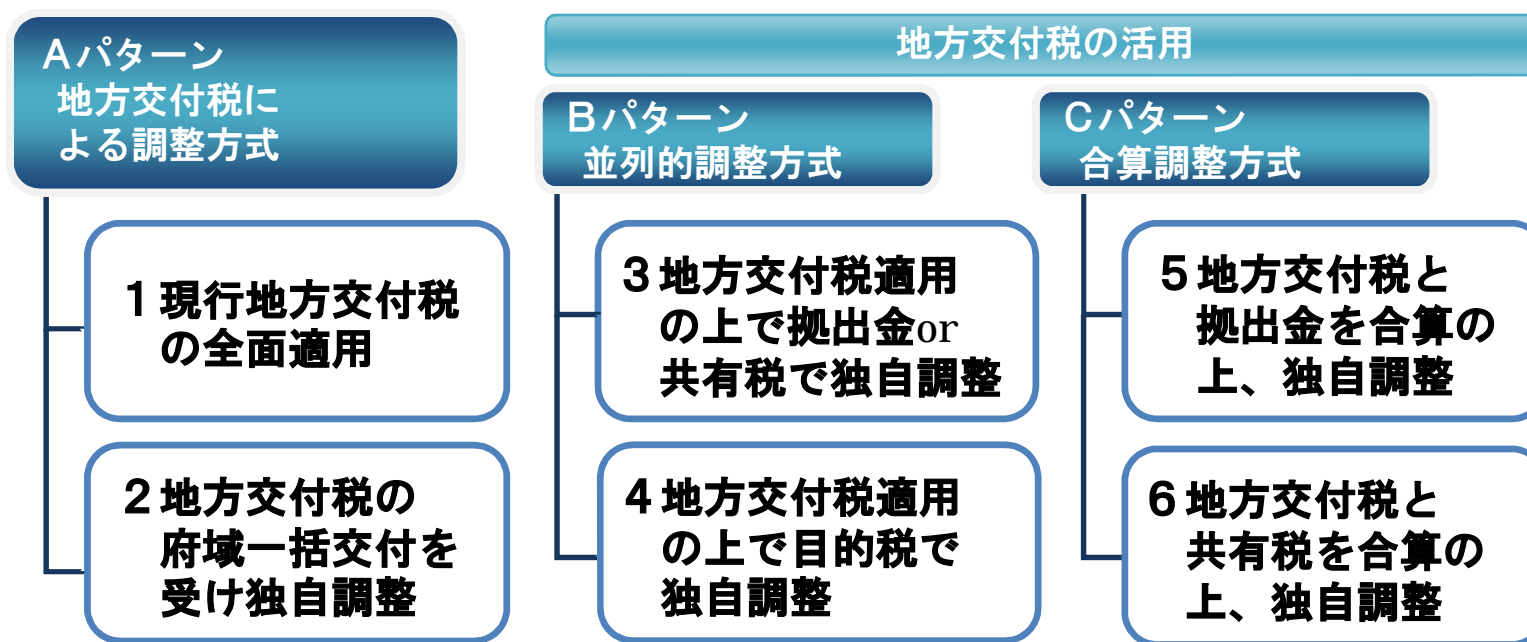 Aパターン
地方交付税に
よる調整方式
1 現行地方交付税
の全面適用
2 地方交付税の
府域一括交付を
受け独自調整
地方交付税の活用
Bパターン
並列的調整方式
3 地方交付税適用
の上で拠出金or
共有税で独自調整
4 地方交付税適用
の上で目的税で
独自調整
Cパターン
合算調整方式
5 地方交付税と
拠出金を合算の
上、独自調整
6 地方交付税と
共有税を合算の
上、独自調整